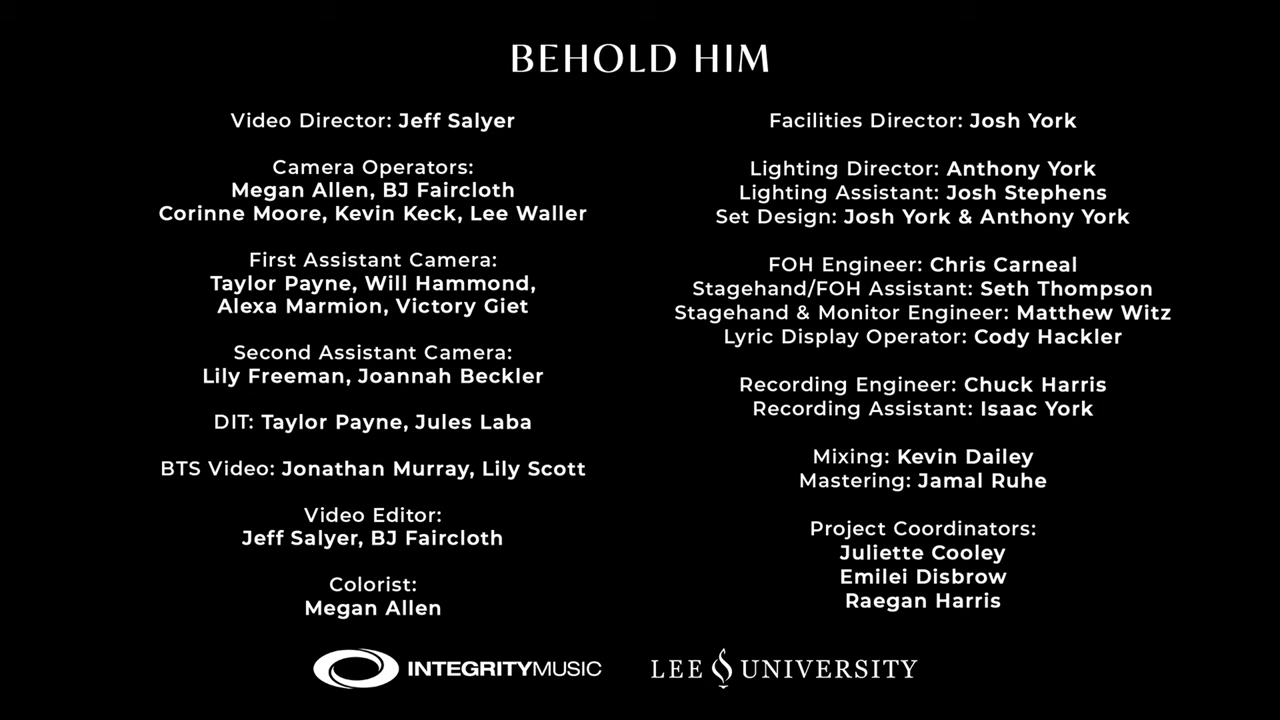 BEHOLD HIM
Video Director: Jeff Salyer
Camera Operators:
Megan Allen, BJ Faircloth
Corinne Moore, Kevin Keck, Lee Waller
First Assistant Camera:
Taylor Payne, Will Hammond,
Alexa Marmion, Victory Giet
Second Assistant Camera:
Lily Freeman, Joannah Beckler
DIT: Taylor Payne, Jules Laba
BTS Video: Jonathan Murray, Lily Scott
Video Editor:
Jeff Salyer, BJ Faircloth
Colorist:
Megan Allen
Facilities Director: Josh York
Lighting Director: Anthony York
Lighting Assistant: Josh Stephens
Set Design: Josh York & Anthony York
FOH Engineer: Chris Carneal
Stagehand/FOH Assistant: Seth Thompson
Stagehand & Monitor Engineer: Matthew Witz
Lyric Display Operator: Cody Hackler
Recording Engineer: Chuck Harris
Recording Assistant: Isaac York
Mixing: Kevin Dailey
Mastering: Jamal Ruhe
Project Coordinators:
Juliette Cooley
Emilei Disbrow
Raegan Harris
INTEGRITYMUSIC
LEE UNIVERSITY